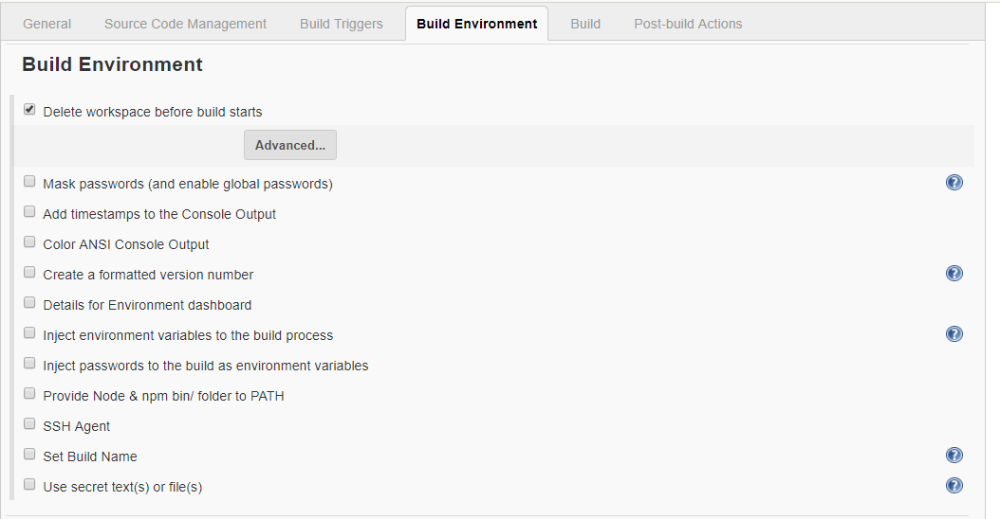 General Source Code Management Build Triggers Build Environment Build Post-build Actions
Build Environment
Delete workspace before build starts
Advanced...
Mask passwords (and enable global passwords)
Add timestamps to the Console Output
Color ANSI Console Output
Create a formatted version number
Details for Environment dashboard
Inject environment variables to the build process
Inject passwords to the build as environment variables
Provide Node & npm bin/ folder to PATH
SSH Agent
Set Build Name
Use secret text(s) or file(s)